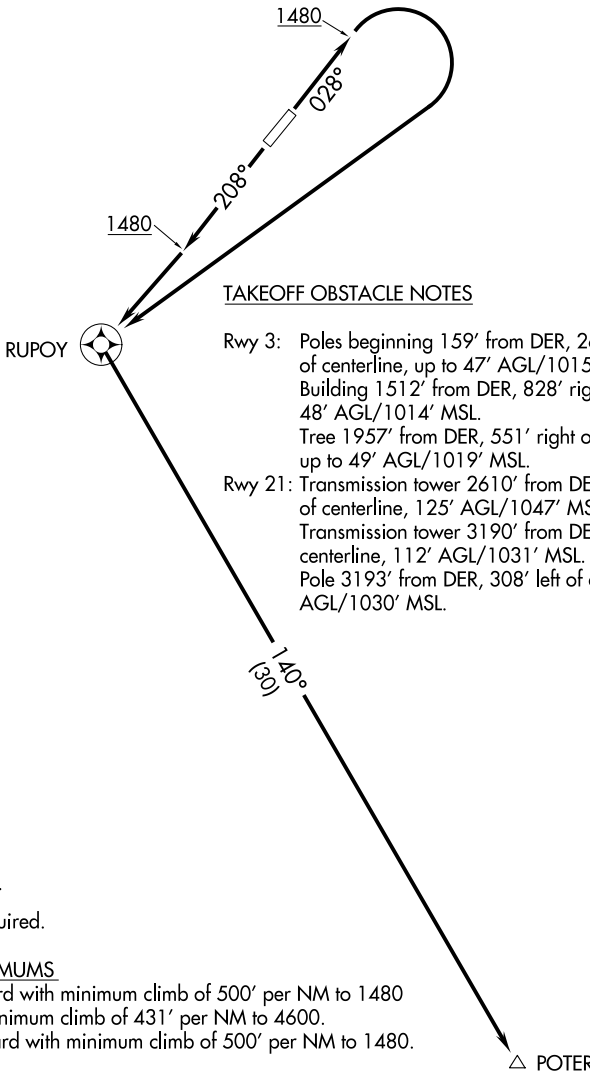 1480
028°
208°
1480
RUPOY
TAKEOFF OBSTACLE NOTES
Rwy 3: Poles beginning 159' from DER,
of centerline, up to 47' AGL/1015
Building 1512' from DER, 828'
48' AGL/1014' MSL.
Tree 1957' from DER, 551' right
up to 49' AGL/1019' MSL.
Rwy 21: Transmission tower 2610' from
of centerline, 125' AGL/1047'
Transmission tower 3190' from
centerline, 112' AGL/1031' MSL.
Pole 3193' from DER, 308' left of
AGL/1030' MSL.
140°
(30)
with minimum climb of 500' per NM to 1480
climb of 431' per NM to 4600.
with minimum climb of 500' per NM to 1480.
POTER